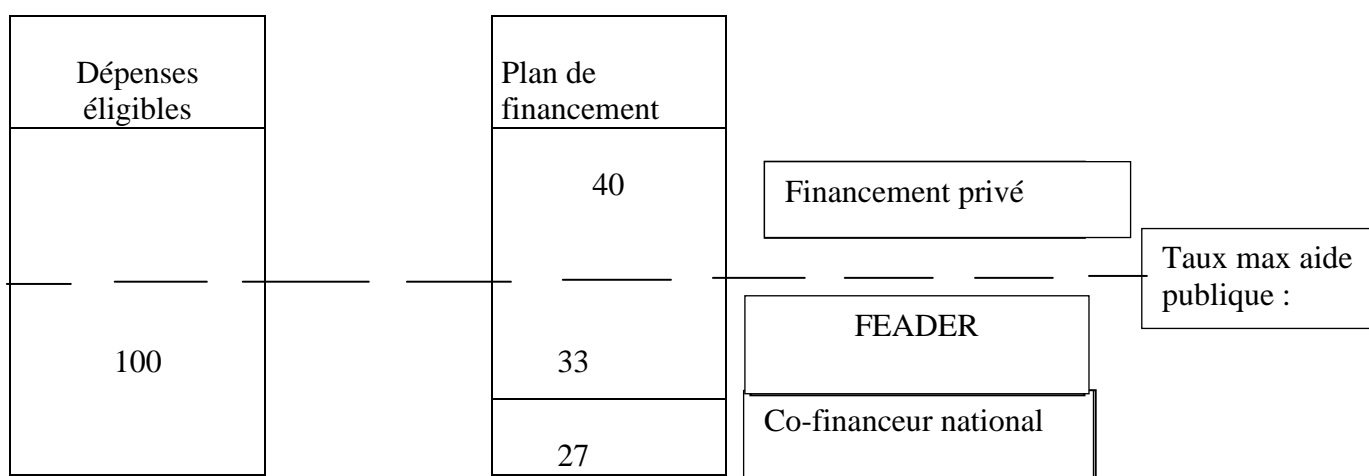 Dépenses
éligibles
Plan de
financement
40
Financement privé
Taux max aide
publique :
FEADER
100
33
Co-financeur national
27